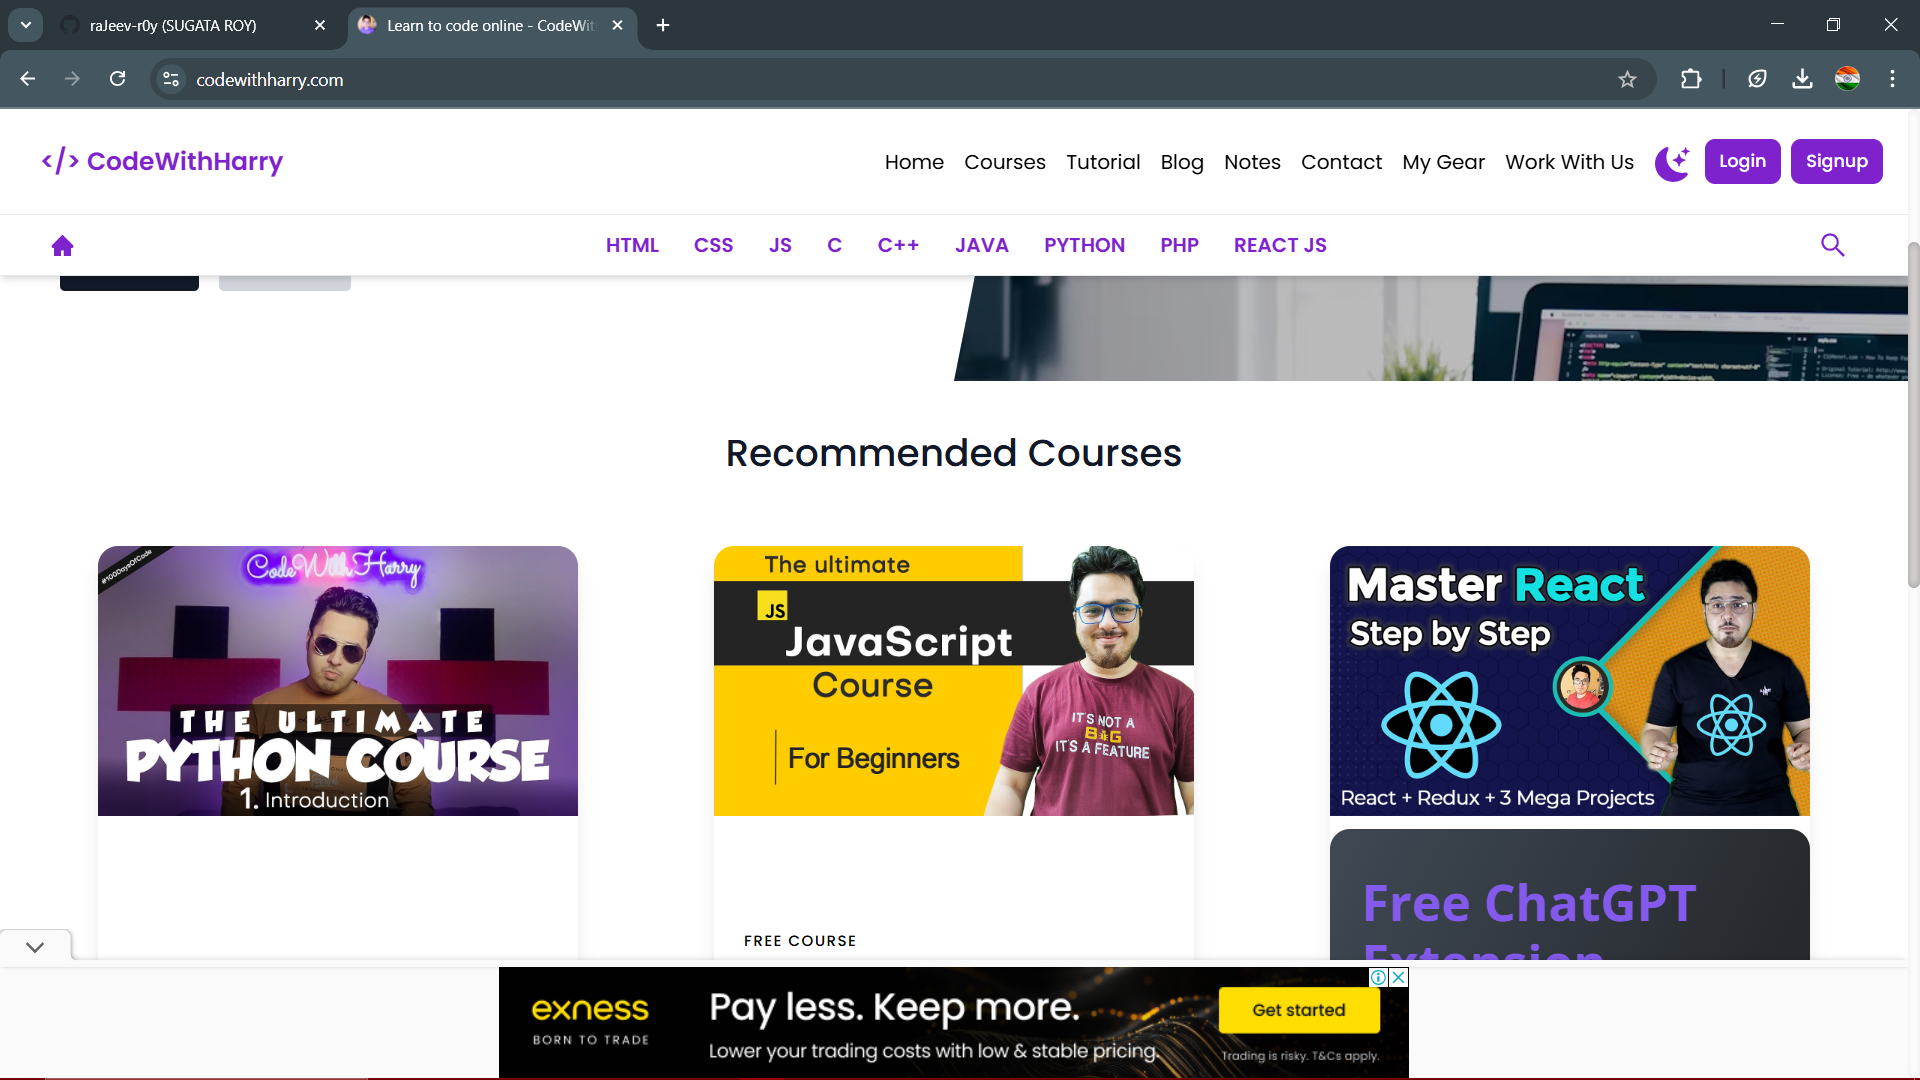 raJeev-r0y (SUGATA ROY)
Learn to code online - CodeWit
codewithharry.com
</> CodeWithHarry
Home Courses Tutorial Blog Notes Contact My Gear Work With Us Login Signup
HTML CSS JS C C++ JAVA PYTHON PHP REACT JS
Recommended Courses
#100DaysOfCode
CodeWithHarry
THE ULTIMATE
PYTHON COURSE
1. Introduction
The ultimate
JS
JavaScript
Course
For Beginners
IT'S NOT A
BUG
IT'S A FEATURE
Master React
Step by Step
React + Redux + 3 Mega Projects
FREE COURSE
Free ChatGPT
Extension
exness
BORN TO TRADE
Pay less. Keep more.
Lower your trading costs with low & stable pricing.
Get started
Trading is risky. T&Cs apply.